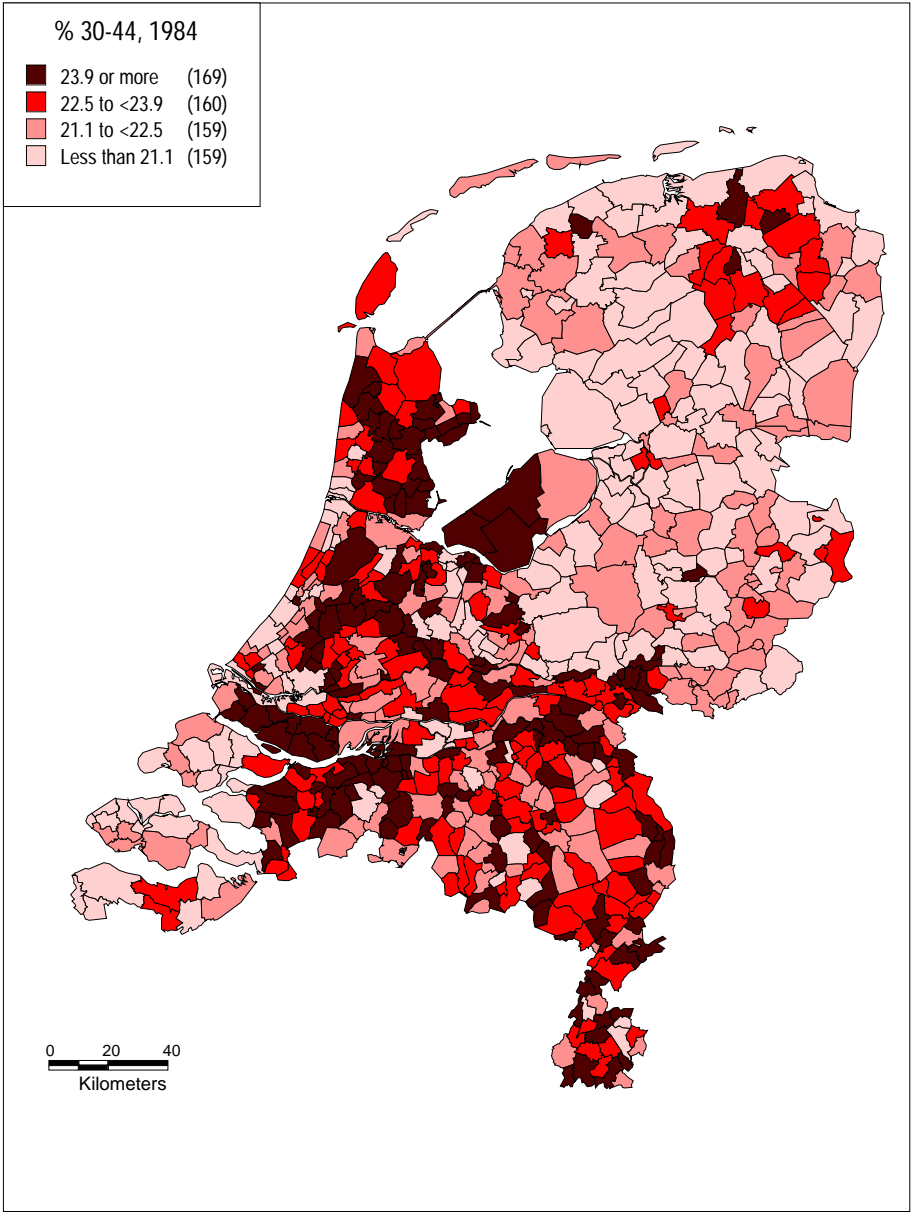 % 30-44, 1984
23.9 or more (169)
22.5 to <23.9 (160)
21.1 to <22.5 (159)
Less than 21.1 (159)
0 20 40
Kilometers